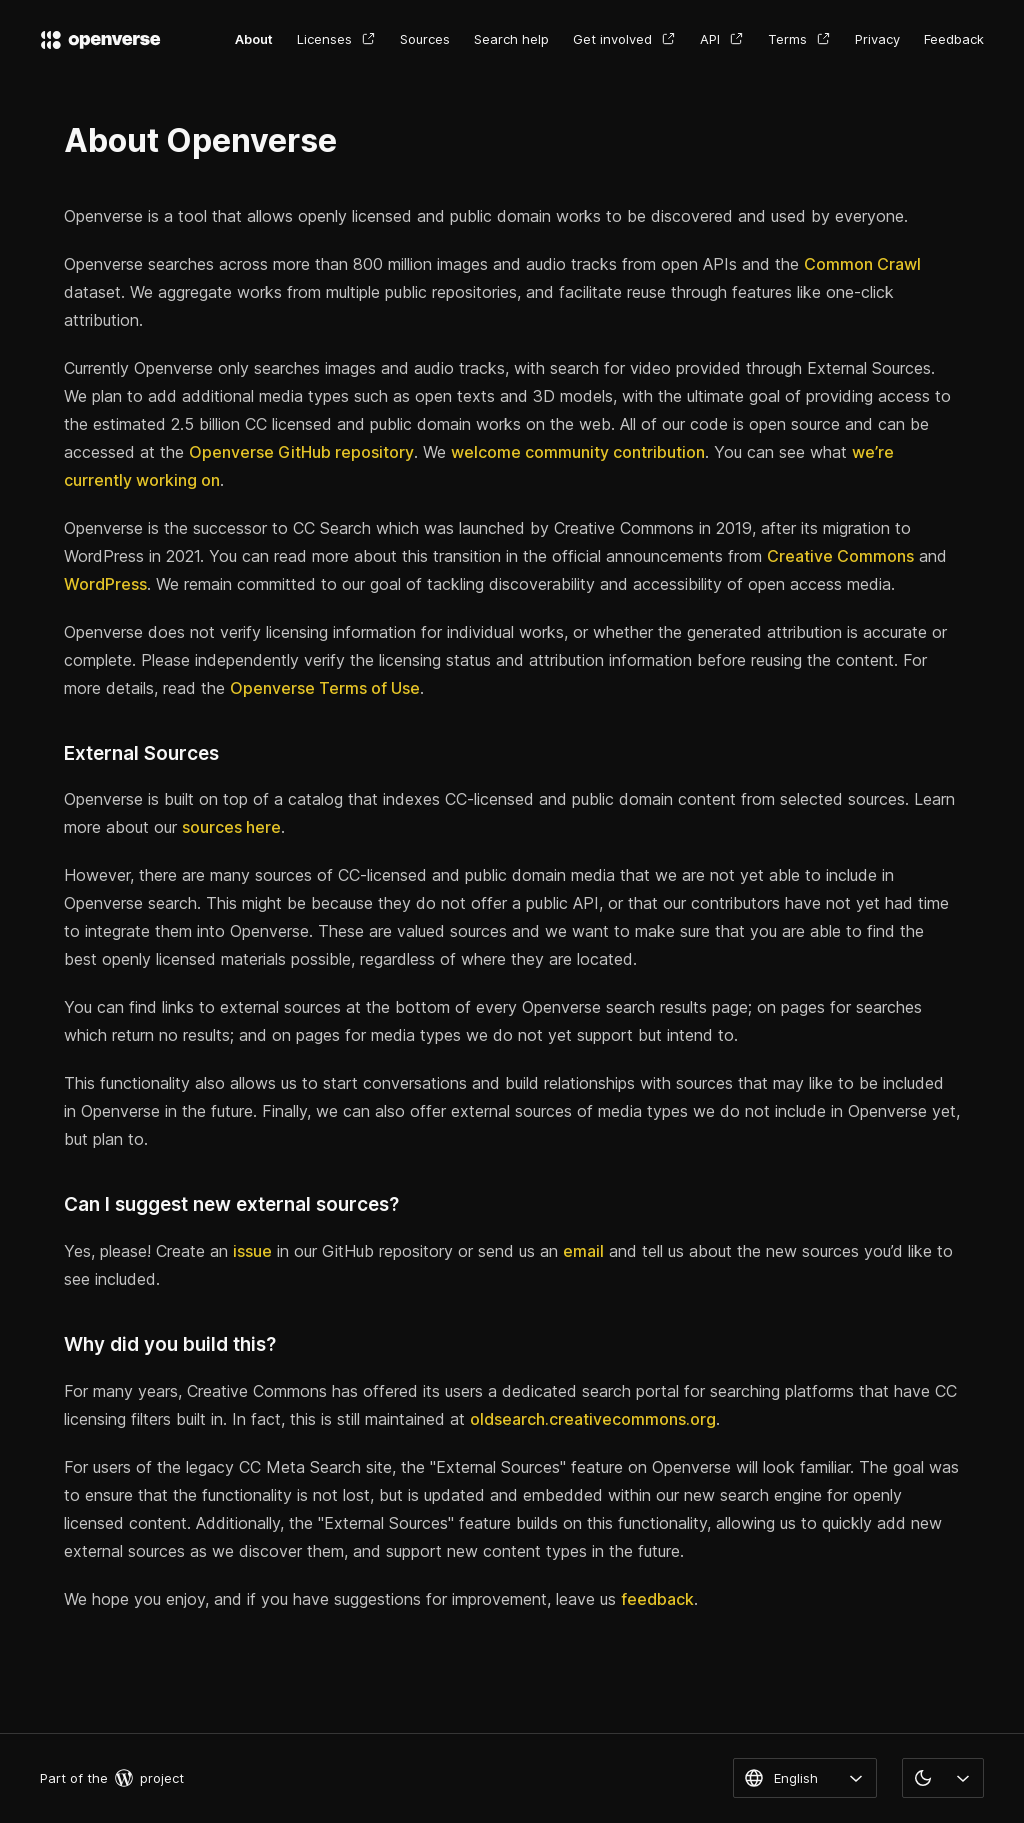 openverse
About Licenses Sources Search help Get involved API Terms Privacy Feedback
About Openverse
Openverse is a tool that allows openly licensed and public domain works to be discovered and used by everyone.
Openverse searches across more than 800 million images and audio tracks from open APIs and the Common Crawl
dataset. We aggregate works from multiple public repositories, and facilitate reuse through features like one-click
attribution.
Currently Openverse only searches images and audio tracks, with search for video provided through External Sources.
We plan to add additional media types such as open texts and 3D models, with the ultimate goal of providing access to
the estimated 2.5 billion CC licensed and public domain works on the web. All of our code is open source and can be
accessed at the Openverse GitHub repository. We welcome community contribution. You can see what we’re
currently working on.
Openverse is the successor to CC Search which was launched by Creative Commons in 2019, after its migration to
WordPress in 2021. You can read more about this transition in the official announcements from Creative Commons and
WordPress. We remain committed to our goal of tackling discoverability and accessibility of open access media.
Openverse does not verify licensing information for individual works, or whether the generated attribution is accurate or
complete. Please independently verify the licensing status and attribution information before reusing the content. For
more details, read the Openverse Terms of Use.
External Sources
Openverse is built on top of a catalog that indexes CC-licensed and public domain content from selected sources. Learn
more about our sources here.
However, there are many sources of CC-licensed and public domain media that we are not yet able to include in
Openverse search. This might be because they do not offer a public API, or that our contributors have not yet had time
to integrate them into Openverse. These are valued sources and we want to make sure that you are able to find the
best openly licensed materials possible, regardless of where they are located.
You can find links to external sources at the bottom of every Openverse search results page; on pages for searches
which return no results; and on pages for media types we do not yet support but intend to.
This functionality also allows us to start conversations and build relationships with sources that may like to be included
in Openverse in the future. Finally, we can also offer external sources of media types we do not include in Openverse yet,
but plan to.
Can I suggest new external sources?
Yes, please! Create an issue in our GitHub repository or send us an email and tell us about the new sources you’d like to
see included.
Why did you build this?
For many years, Creative Commons has offered its users a dedicated search portal for searching platforms that have CC
licensing filters built in. In fact, this is still maintained at oldsearch.creativecommons.org.
For users of the legacy CC Meta Search site, the "External Sources" feature on Openverse will look familiar. The goal was
to ensure that the functionality is not lost, but is updated and embedded within our new search engine for openly
licensed content. Additionally, the "External Sources" feature builds on this functionality, allowing us to quickly add new
external sources as we discover them, and support new content types in the future.
We hope you enjoy, and if you have suggestions for improvement, leave us feedback.
Part of the project English